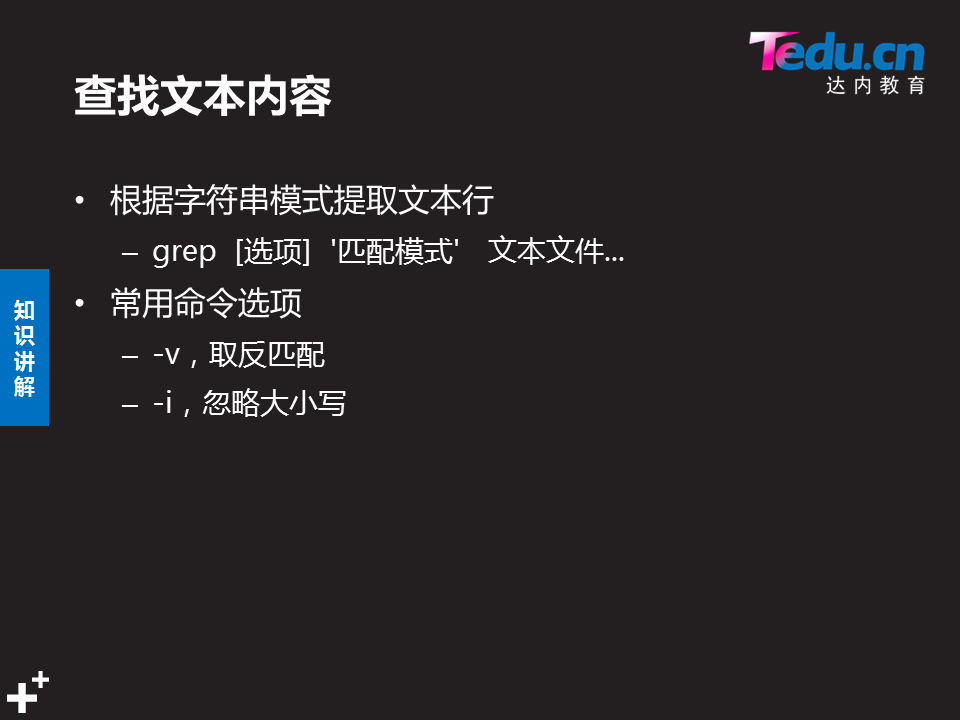 Tedu.cn
达内教育
查找文本内容
• 根据字符串模式提取文本行
– grep [选项] '匹配模式' 文本文件...
• 常用命令选项
– -v，取反匹配
– -i，忽略大小写
知识讲解